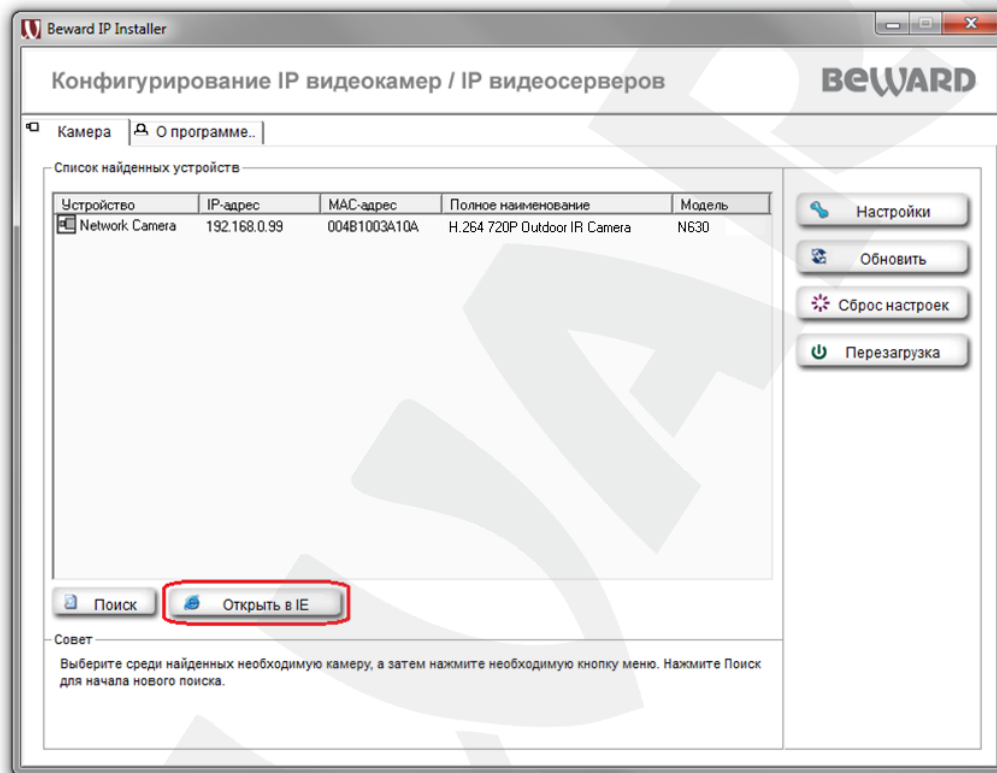 Beward IP Installer
Конфигурирование IP видеокамер / IP видеосерверов
BEWARD
Камера
О программе..
Список найденных устройств
Устройство IP-адрес MAC-адрес Полное наименование Модель
Network Camera 192.168.0.99 004B1003A10A H.264 720P Outdoor IR Camera N630
Настройки
Обновить
Сброс настроек
Перезагрузка
Поиск
Открыть в IE
Совет
Выберите среди найденных необходимую камеру, а затем нажмите необходимую кнопку меню. Нажмите Поиск
для начала нового поиска.